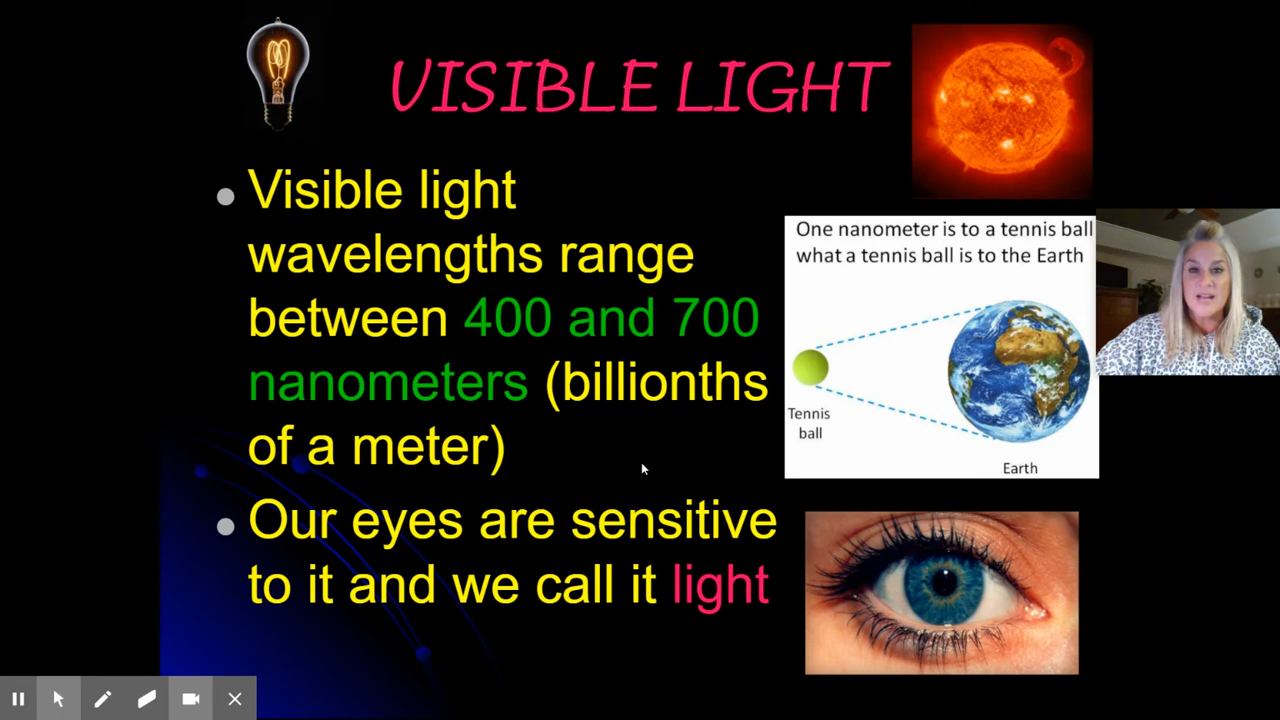 VISIBLE LIGHT
Visible light
wavelengths range
between 400 and 700
nanometers (billionths
of a meter)
Our eyes are sensitive
to it and we call it light
One nanometer is to a tennis ball
what a tennis ball is to the Earth
Tennis
ball
Earth